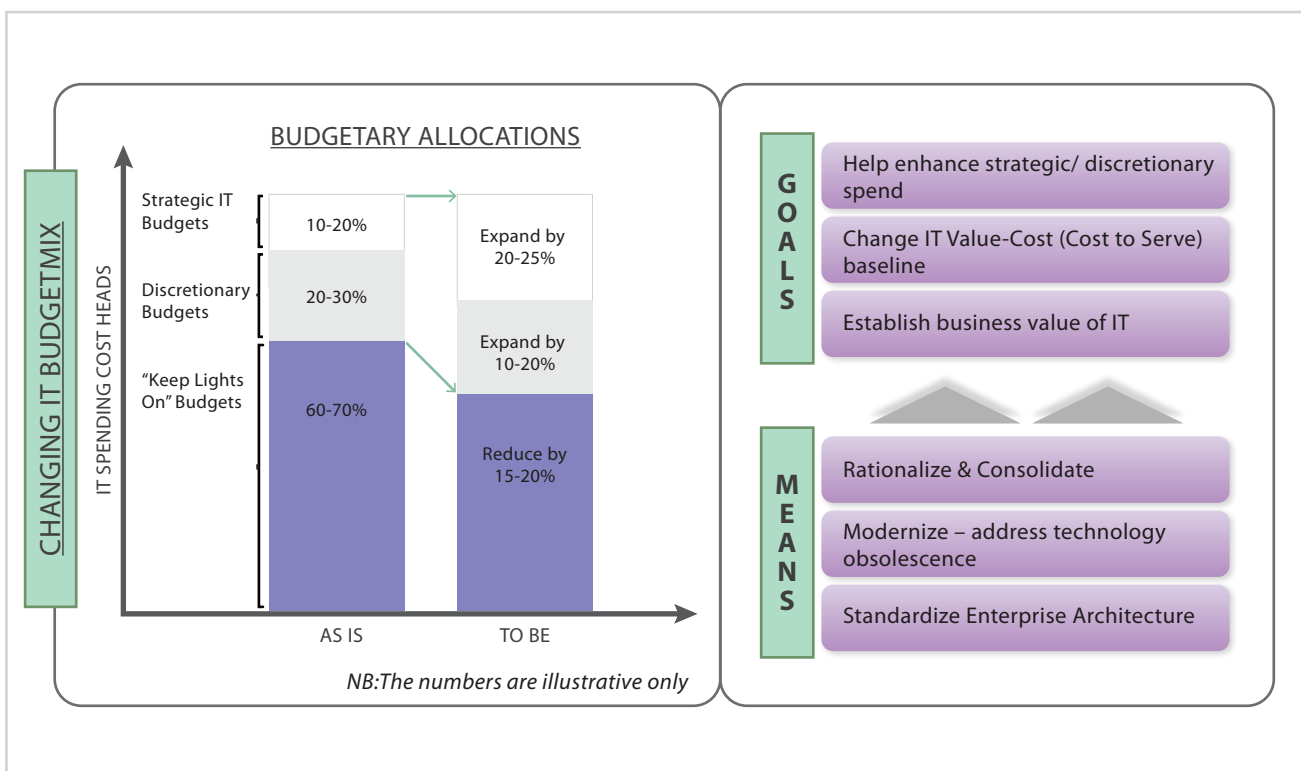 CHANGING IT BUDGETMIX
IT SPENDING COST HEADS
BUDGETARY ALLOCATIONS
Strategic IT
Budgets
Discretionary
Budgets
“Keep Lights
On” Budgets
10-20%
20-30%
60-70%
Expand by
20-25%
Expand by
10-20%
Reduce by
15-20%
AS IS
TO BE
NB:The numbers are illustrative only
GOALS
Help enhance strategic/ discretionary
spend
Change IT Value-Cost (Cost to Serve)
baseline
Establish business value of IT
MEANS
Rationalize & Consolidate
Modernize – address technology
obsolescence
Standardize Enterprise Architecture